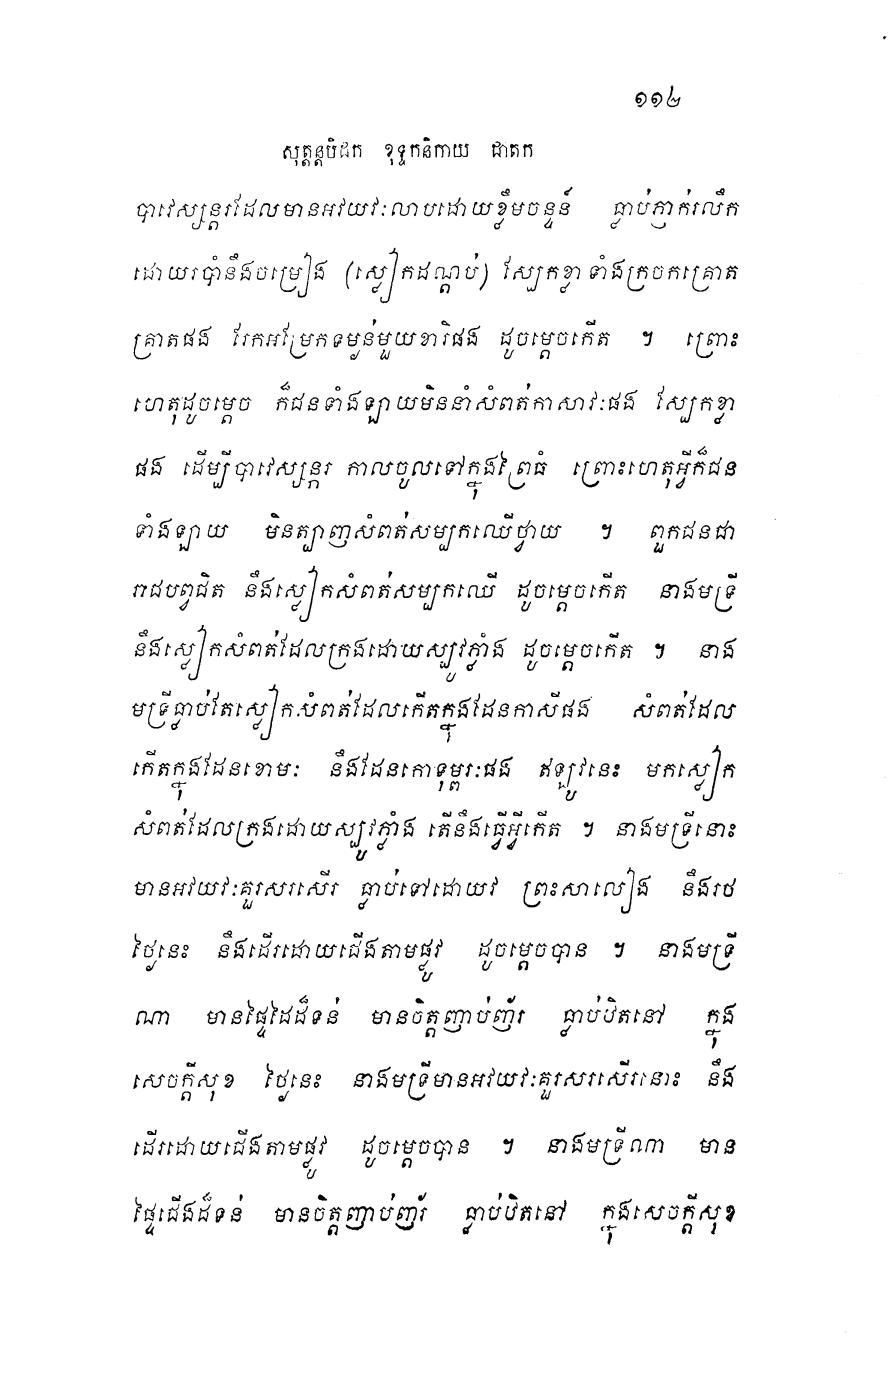 ១១៤
សុត្តន្តបិដក ខុទ្ទកនិកាយ ជាតក
បាវេស្សន្តរដែលមានអវយវៈលាបដោយខ្លឹមចន្ទន៍ ធ្លាប់ភ្ញាក់រលឹក
ដោយរបាំនឹងចម្រៀង (ស្លៀកដណ្តប់) ស្បែកខ្លា ទាំងក្រចកគ្រោត
គ្រាតផង រែកអម្រែកទម្ងន់មួយខារិផង ដូចម្តេចកើត ។ ព្រោះ
ហេតុដូចម្តេច ក៏ជនទាំងឡាយមិននាំសំពត់កាសាវៈផង ស្បែកខ្លា
ផង ដើម្បីបាវេស្សន្តរ កាលចូលទៅក្នុងព្រៃធំ ព្រោះហេតុអ្វីក៏ជន
ទាំងឡាយ មិនត្បាញសំពត់សម្បកឈើថ្វាយ ។ ពួកជនជា
រាជបព្វជិត នឹងស្លៀកសំពត់សម្បកឈើ ដូចម្តេចកើត នាងមទ្រី
នឹងស្លៀកសំពត់ដែលក្រងដោយស្បូវភ្លាំង ដូចម្តេចកើត ។ នាង
មទ្រីធ្លាប់តែស្លៀកសំពត់ដែលកើតក្នុងដែនកាសីផង សំពត់ដែល
កើតក្នុងដែនខោមៈ នឹងដែនកោទុម្ពរៈផង ឥឡូវនេះ មកស្លៀក
សំពត់ដែលក្រងដោយស្បូវភ្លាំង តើនឹងធ្វើអ្វីកើត ។ នាងមទ្រីនោះ
មានអវយវៈគួរសរសើរ ធ្លាប់ទៅដោយវ ព្រះសាលៀង នឹងរថ
ថ្ងៃនេះ នឹងដើរដោយជើងតាមផ្លូវ ដូចម្តេចបាន ។ នាងមទ្រី
ណា មានផ្ទៃដៃដ៏ទន់ មានចិត្តញាប់ញ័រ ធ្លាប់ឋិតនៅ ក្នុង
សេចក្តីសុខ ថ្ងៃនេះ នាងមទ្រីមានអវយវៈគួរសរសើរនោះ នឹង
ដើរដោយជើងតាមផ្លូវ ដូចម្តេចបាន ។ នាងមទ្រីណា មាន
ផ្ទៃជើងដ៏ទន់ មានចិត្តញាប់ញ័រ ធ្លាប់ឋិតនៅ ក្នុងសេចក្តីសុខ